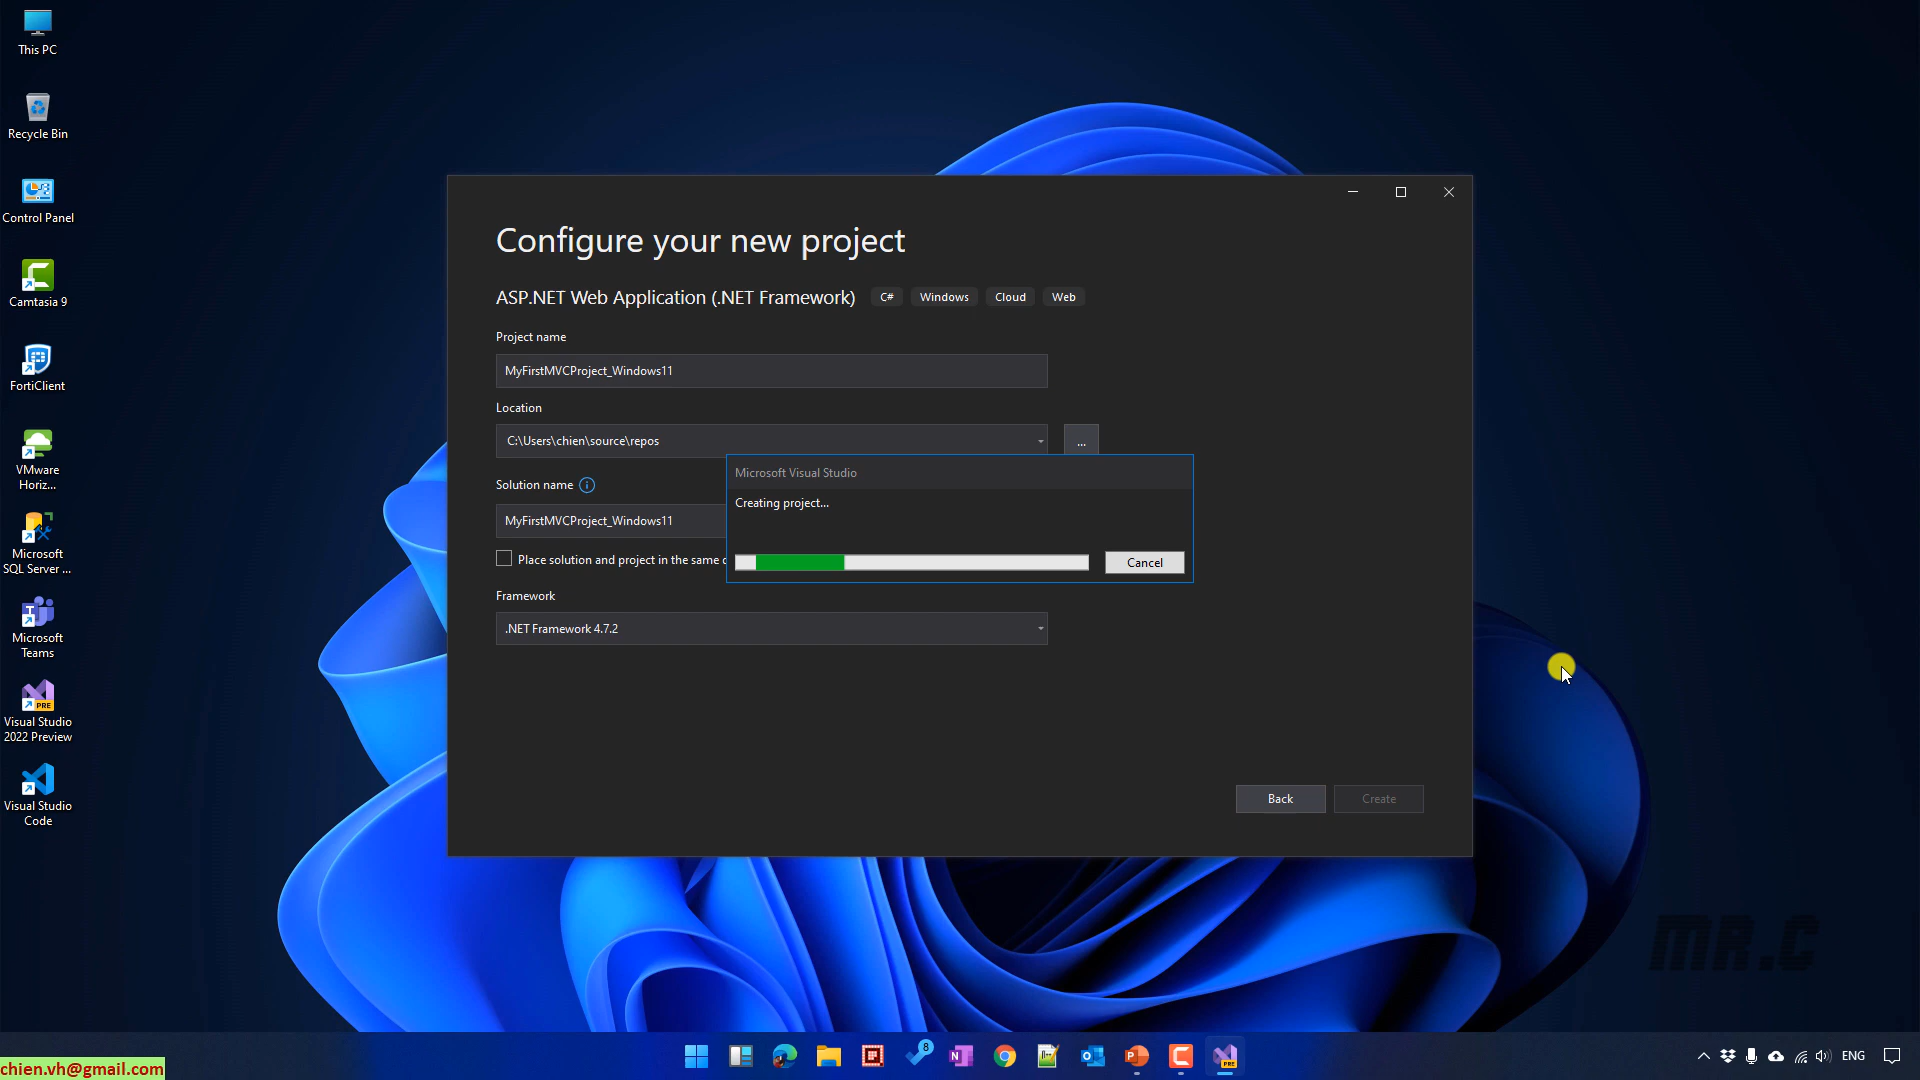 This PC
Recycle Bin
Control Panel
Camtasia 9
FortiClient
VMware
Horiz...
Microsoft
SQL Server ...
Microsoft
Teams
Visual Studio
2022 Preview
Visual Studio
Code
Configure your new project
ASP.NET Web Application (.NET Framework) C# Windows Cloud Web
Project name
MyFirstMVCProject_Windows11
Location
C:\Users\chien\source\repos
...
Solution name
MyFirstMVCProject_Windows11
Place solution and project in the same
Framework
.NET Framework 4.7.2
Microsoft Visual Studio
Creating project...
Cancel
Back
Create
MR.C
chien.vh@gmail.com
8
PRE
ENG